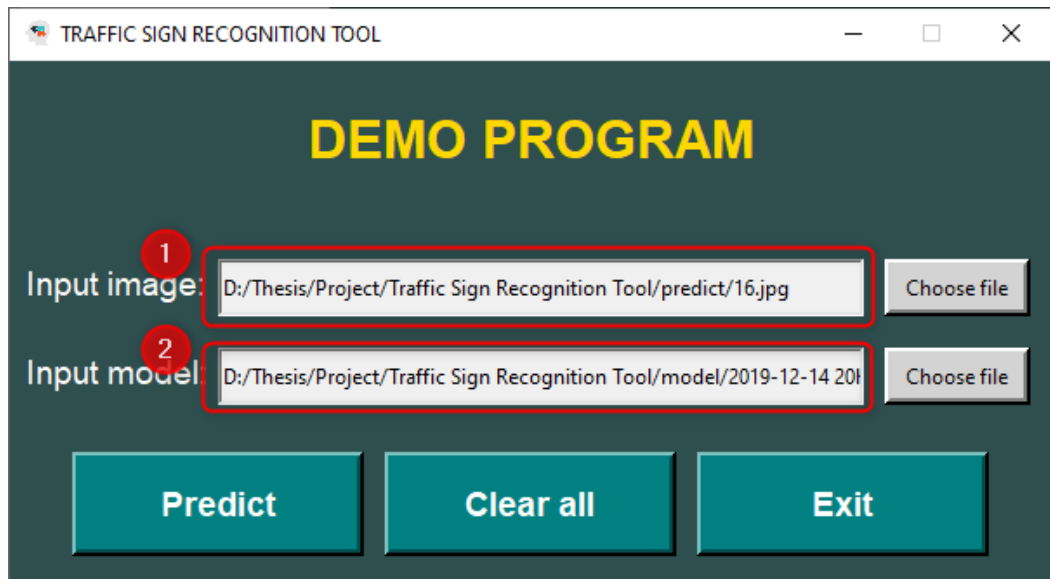 TRAFFIC SIGN RECOGNITION TOOL
DEMO PROGRAM
1
Input image: D:/Thesis/Project/Traffic Sign Recognition Tool/predict/16.jpg Choose file
2
Input model: D:/Thesis/Project/Traffic Sign Recognition Tool/model/2019-12-14 Choose file
Predict Clear all Exit